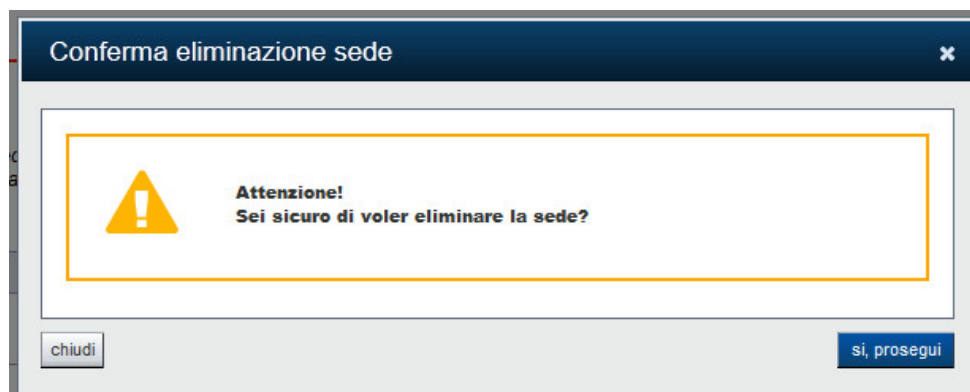 Conferma eliminazione sede
Attenzione!
Sei sicuro di voler eliminare la sede?
chiudi
si, prosegui